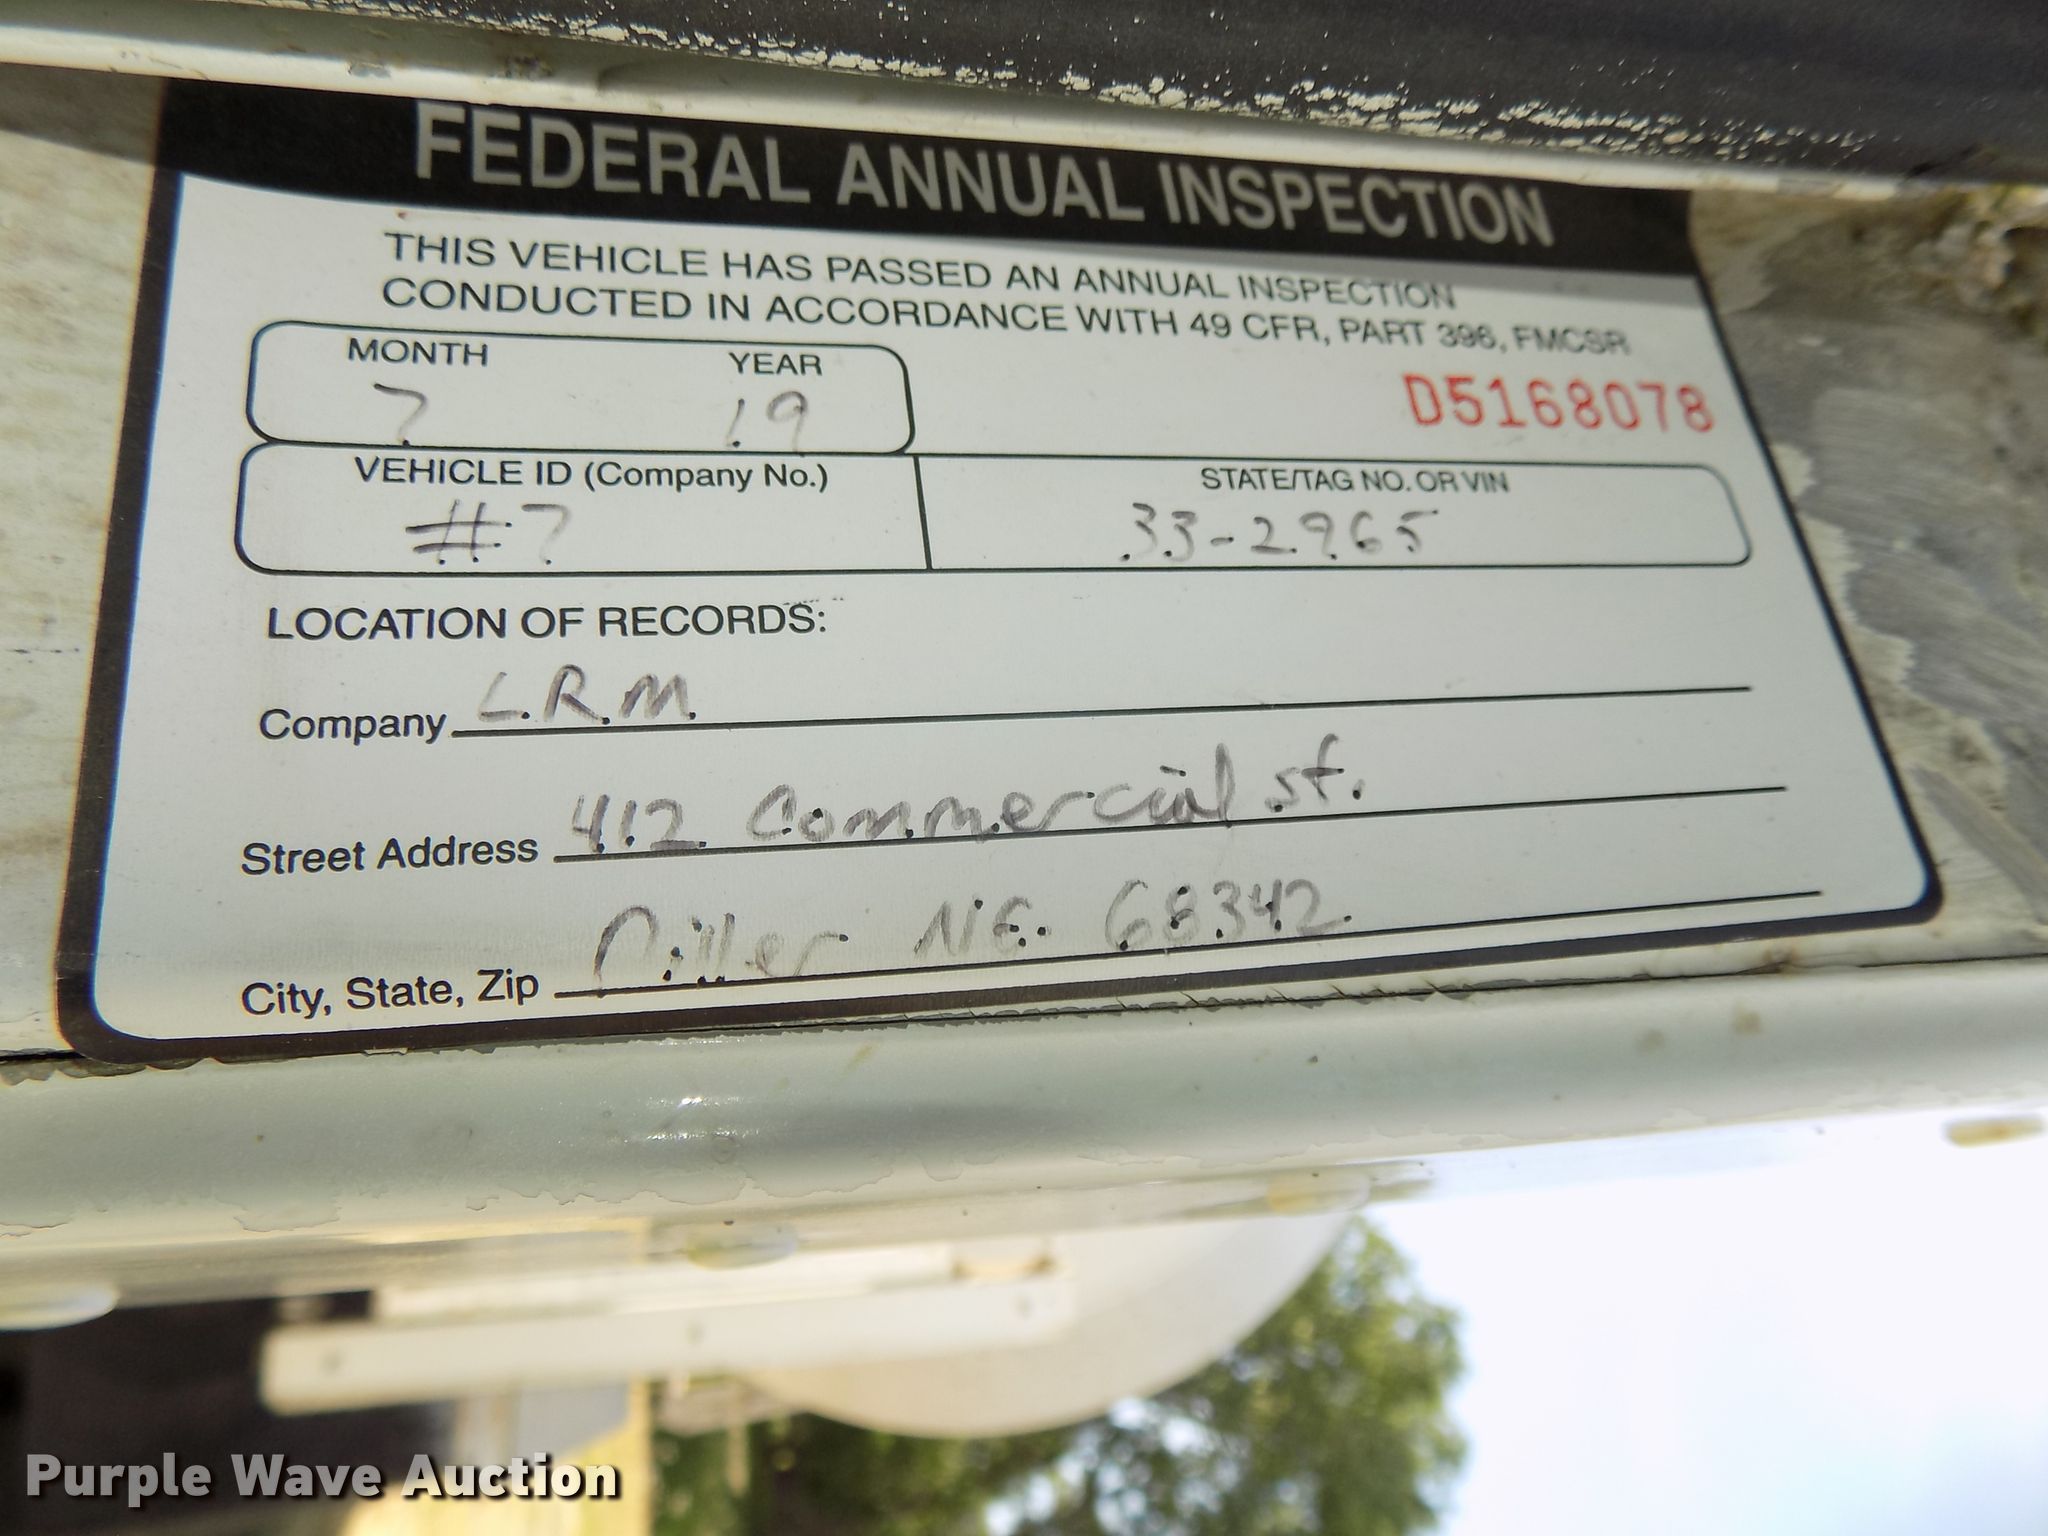 FEDERAL ANNUAL INSPECTION
THIS VEHICLE HAS PASSED AN ANNUAL INSPECTION
CONDUCTED IN ACCORDANCE WITH 49 CFR, PART 396, FMCSR
MONTH YEAR
7 19
D5168078
VEHICLE ID (Company No.) STATE/TAG NO. OR VIN
#7 33-2965
LOCATION OF RECORDS:
Company L.R.M.
Street Address 412 Commercial st.
City, State, Zip Diller NE. 68342
Purple Wave Auction